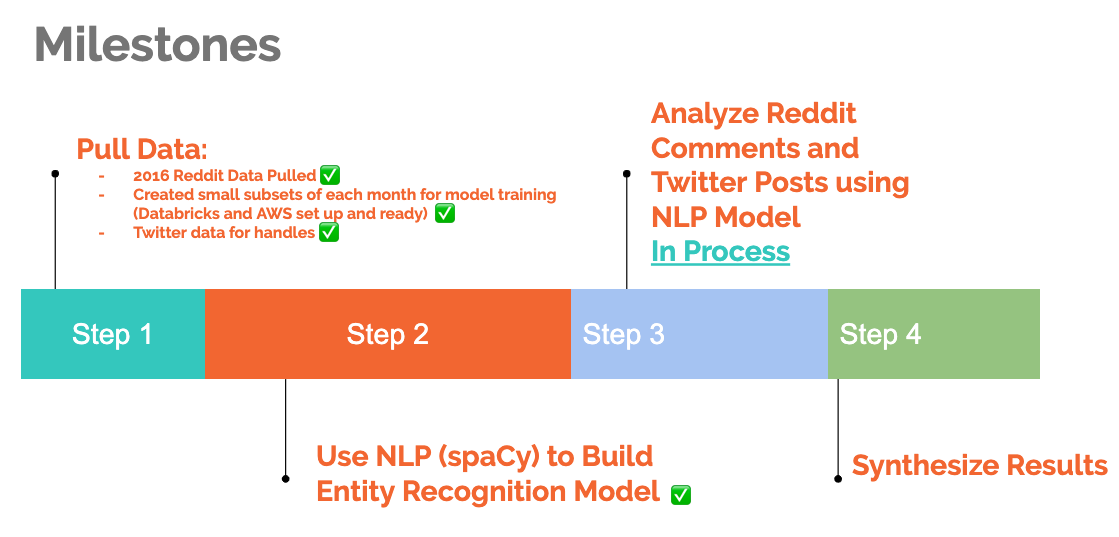 Milestones
Pull Data:
- 2016 Reddit Data Pulled ✅
- Created small subsets of each month for model training
(Databricks and AWS set up and ready) ✅
- Twitter data for handles ✅
Analyze Reddit
Comments and
Twitter Posts using
NLP Model
In Process
Step 1
Step 2
Step 3
Step 4
Use NLP (spaCy) to Build
Entity Recognition Model ✅
Synthesize Results